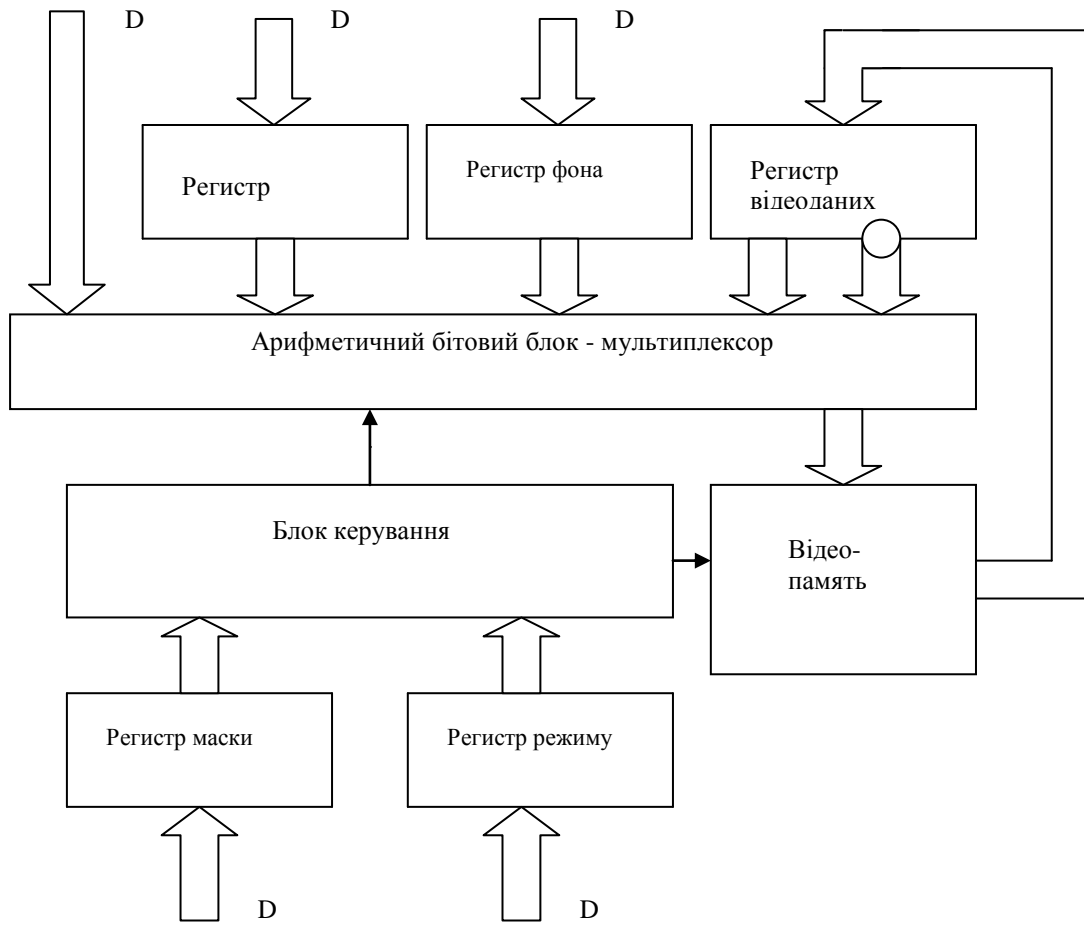 D
D
D
Регистр
Регистр фона
Регистр
відеоданих
Арифметичний бітовий блок - мультиплексор
Блок керування
Відео-
память
Регистр маски
Регистр режиму
D
D